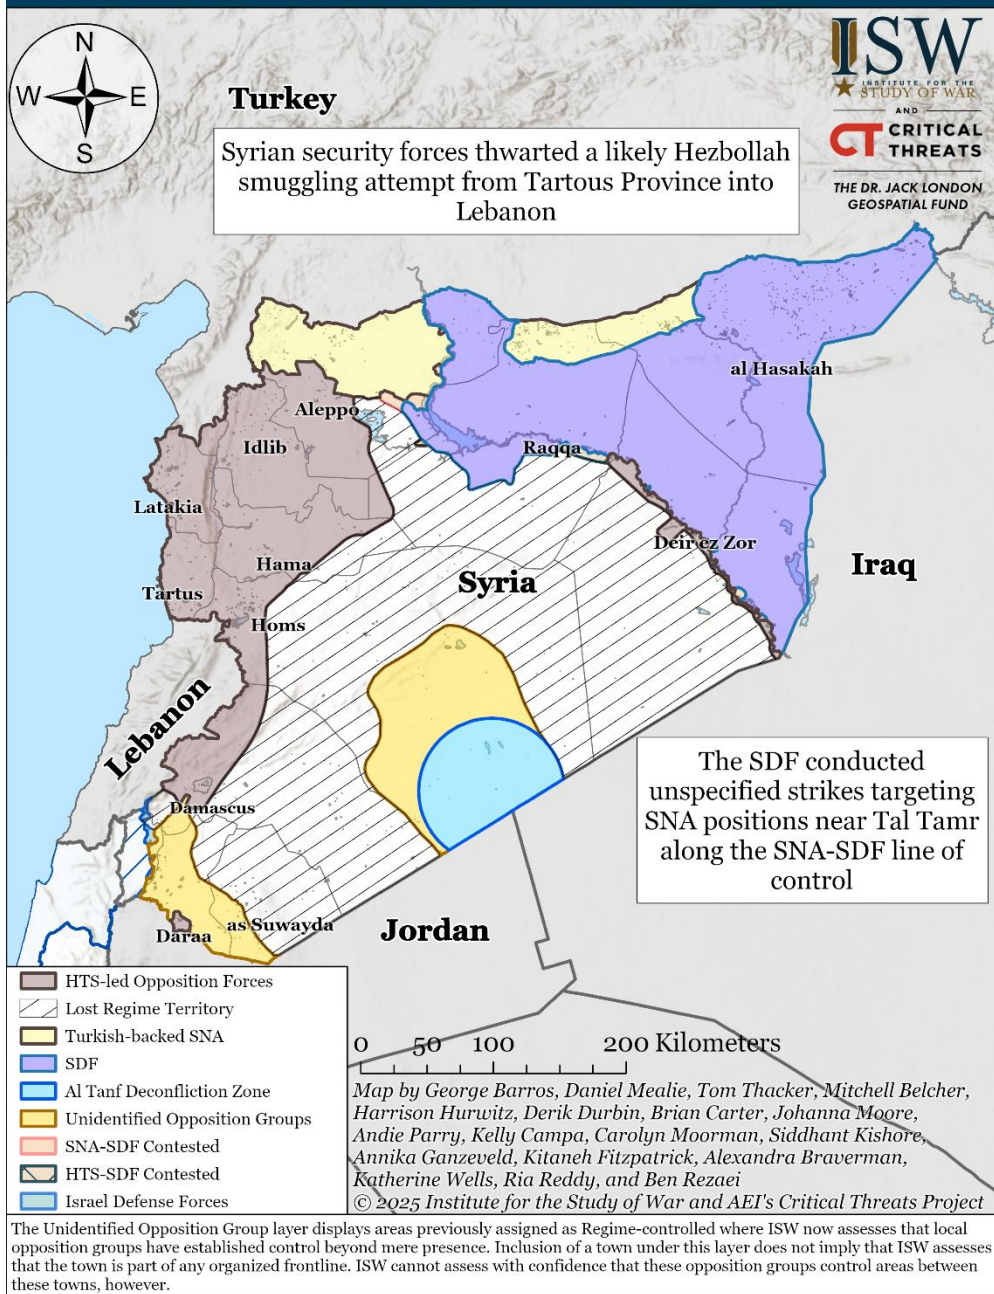 N
W
E
S
ISW
INSTITUTE FOR THE
STUDY OF WAR
AND
CT CRITICAL
THREATS
THE DR. JACK LONDON
GEOSPATIAL FUND
Turkey
Syrian security forces thwarted a likely Hezbollah
smuggling attempt from Tartous Province into
Lebanon
al Hasakah
Aleppo
Idlib
Raqqa
Latakia
Deir ez Zor
Hama
Iraq
Syria
Tartus
Homs
Lebanon
The SDF conducted
unspecified strikes targeting
SNA positions near Tal Tamr
along the SNA-SDF line of
control
Damascus
as Suwayda
Daraa
Jordan
HTS-led Opposition Forces
Lost Regime Territory
Turkish-backed SNA
SDF
Al Tanf Deconfliction Zone
Unidentified Opposition Groups
SNA-SDF Contested
HTS-SDF Contested
Israel Defense Forces
0 50 100 200 Kilometers
Map by George Barros, Daniel Mealie, Tom Thacker, Mitchell Belcher,
Harrison Hurwitz, Derik Durbin, Brian Carter, Johanna Moore,
Andie Parry, Kelly Campa, Carolyn Moorman, Siddhant Kishore,
Annika Ganzeveld, Kitaneh Fitzpatrick, Alexandra Braverman,
Katherine Wells, Ria Reddy, and Ben Rezaei
© 2025 Institute for the Study of War and AEI's Critical Threats Project
The Unidentified Opposition Group layer displays areas previously assigned as Regime-controlled where ISW now assesses that local
opposition groups have established control beyond mere presence. Inclusion of a town under this layer does not imply that ISW assesses
that the town is part of any organized frontline. ISW cannot assess with confidence that these opposition groups control areas between
these towns, however.